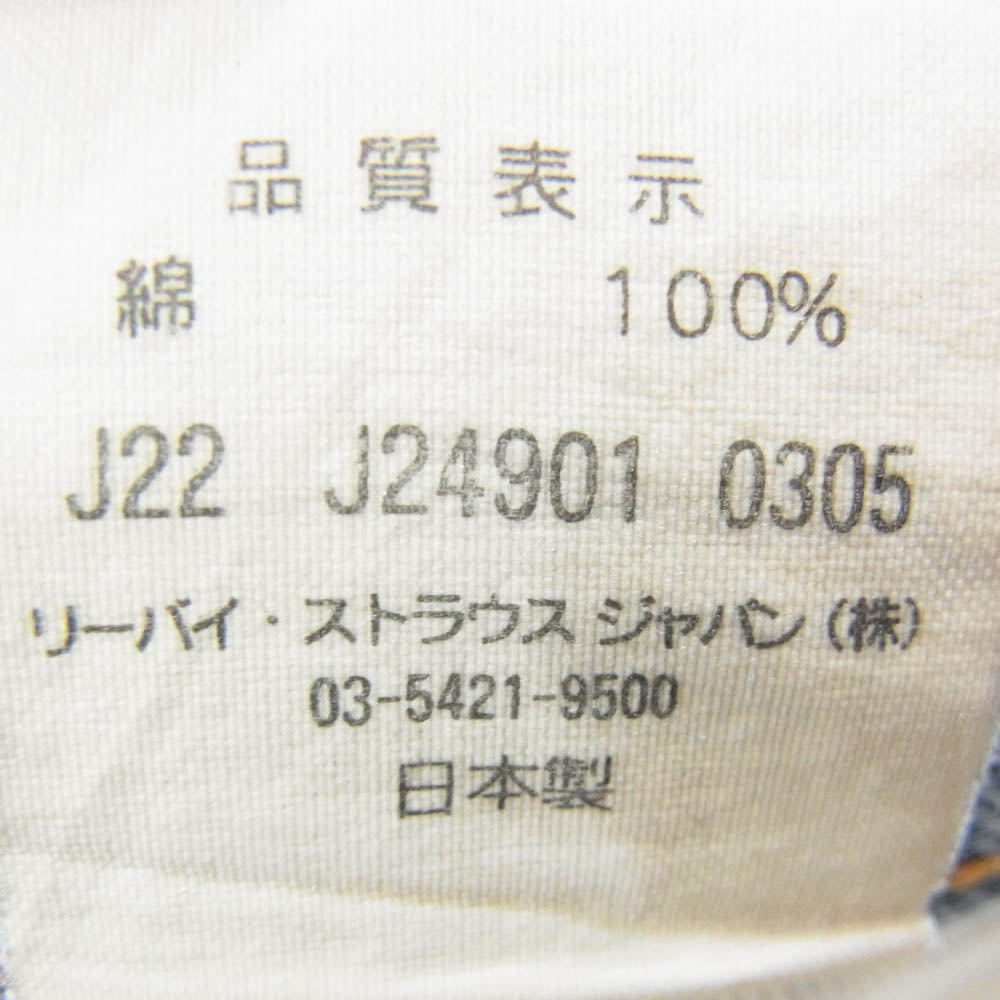 品質表示
綿 100%
J22 J24901 0305
リーバイ・ストラウス ジャパン(株)
03-5421-9500
日本製